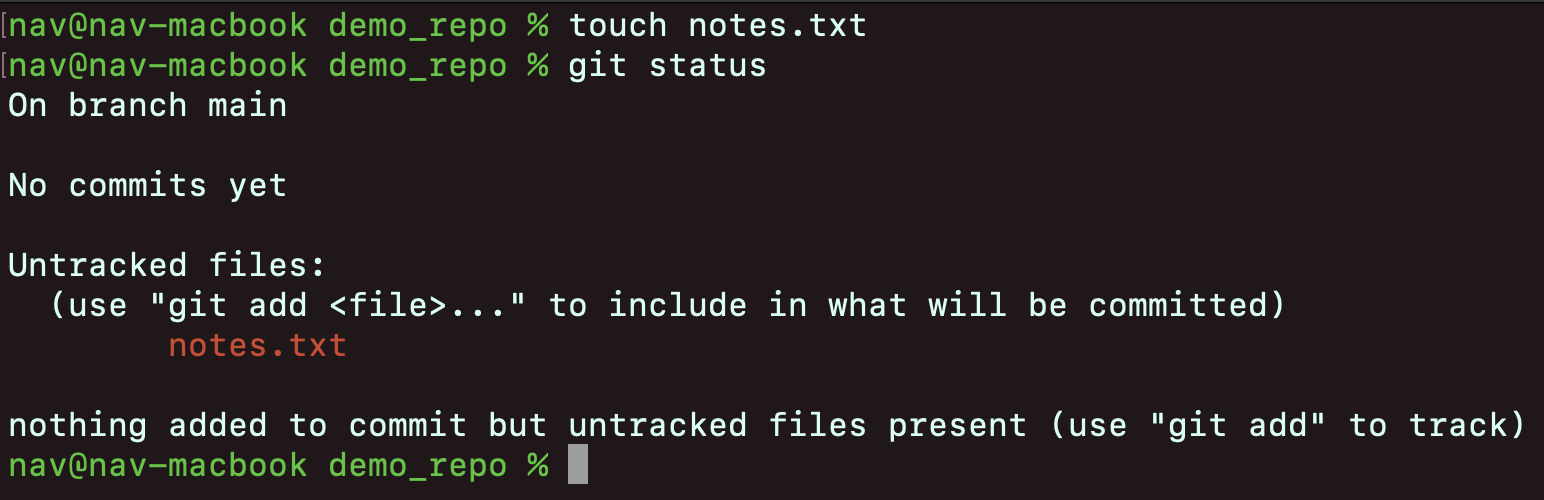 [nav@nav-macbook demo_repo % touch notes.txt
[nav@nav-macbook demo_repo % git status
On branch main
No commits yet
Untracked files:
  (use "git add <file>..." to include in what will be committed)
        notes.txt
nothing added to commit but untracked files present (use "git add" to track)
nav@nav-macbook demo_repo %